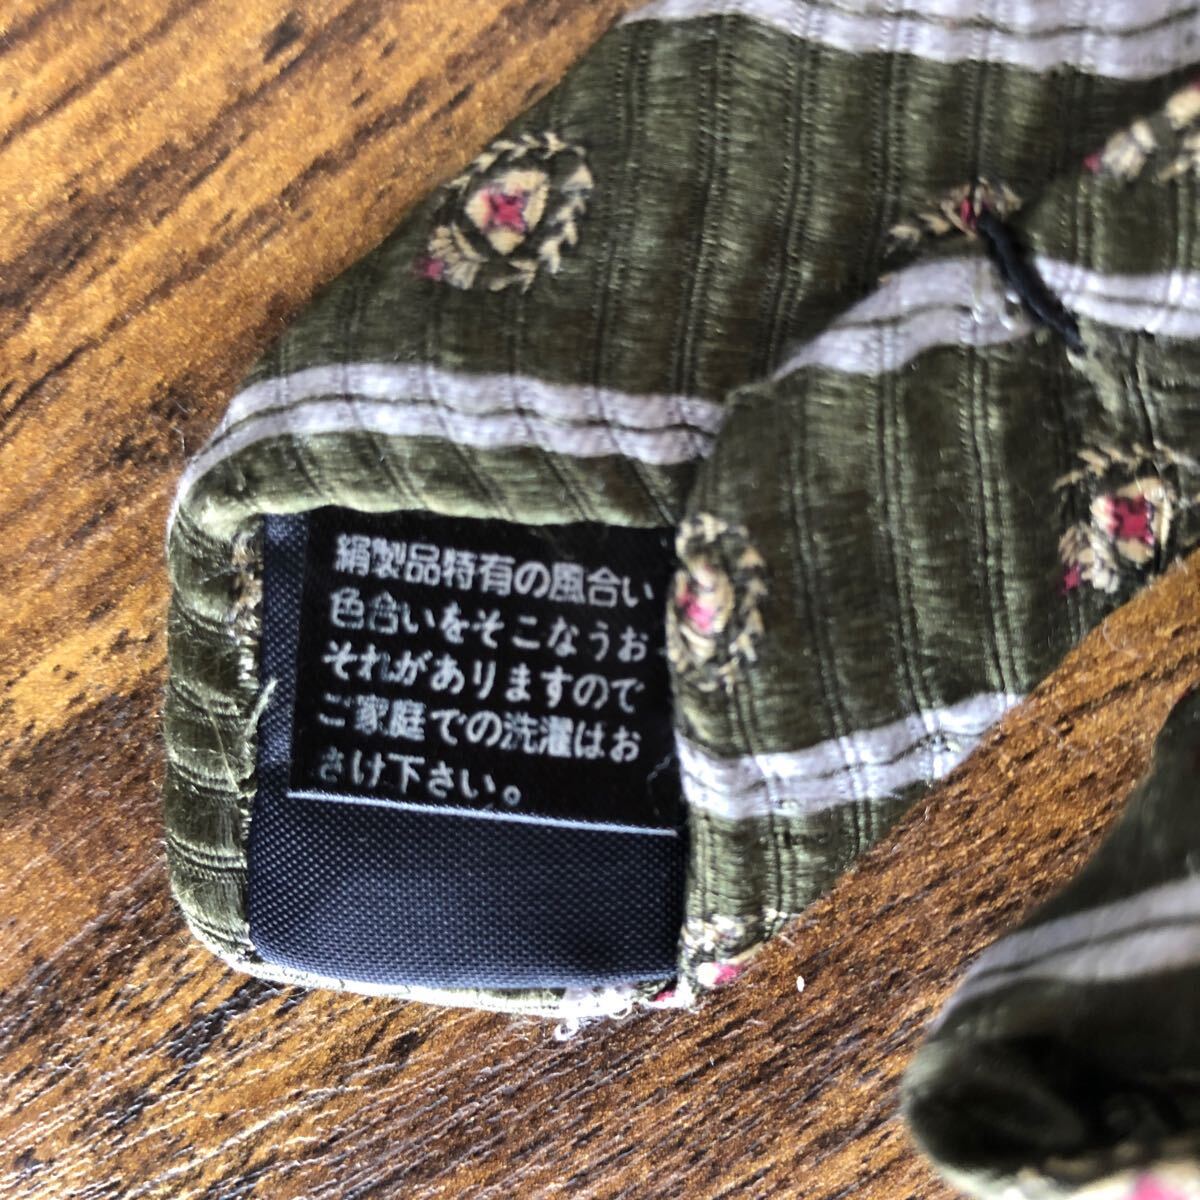 絹製品特有の風合い
色合いをそこなうお
それがありますので
ご家庭での洗濯はお
さけ下さい。